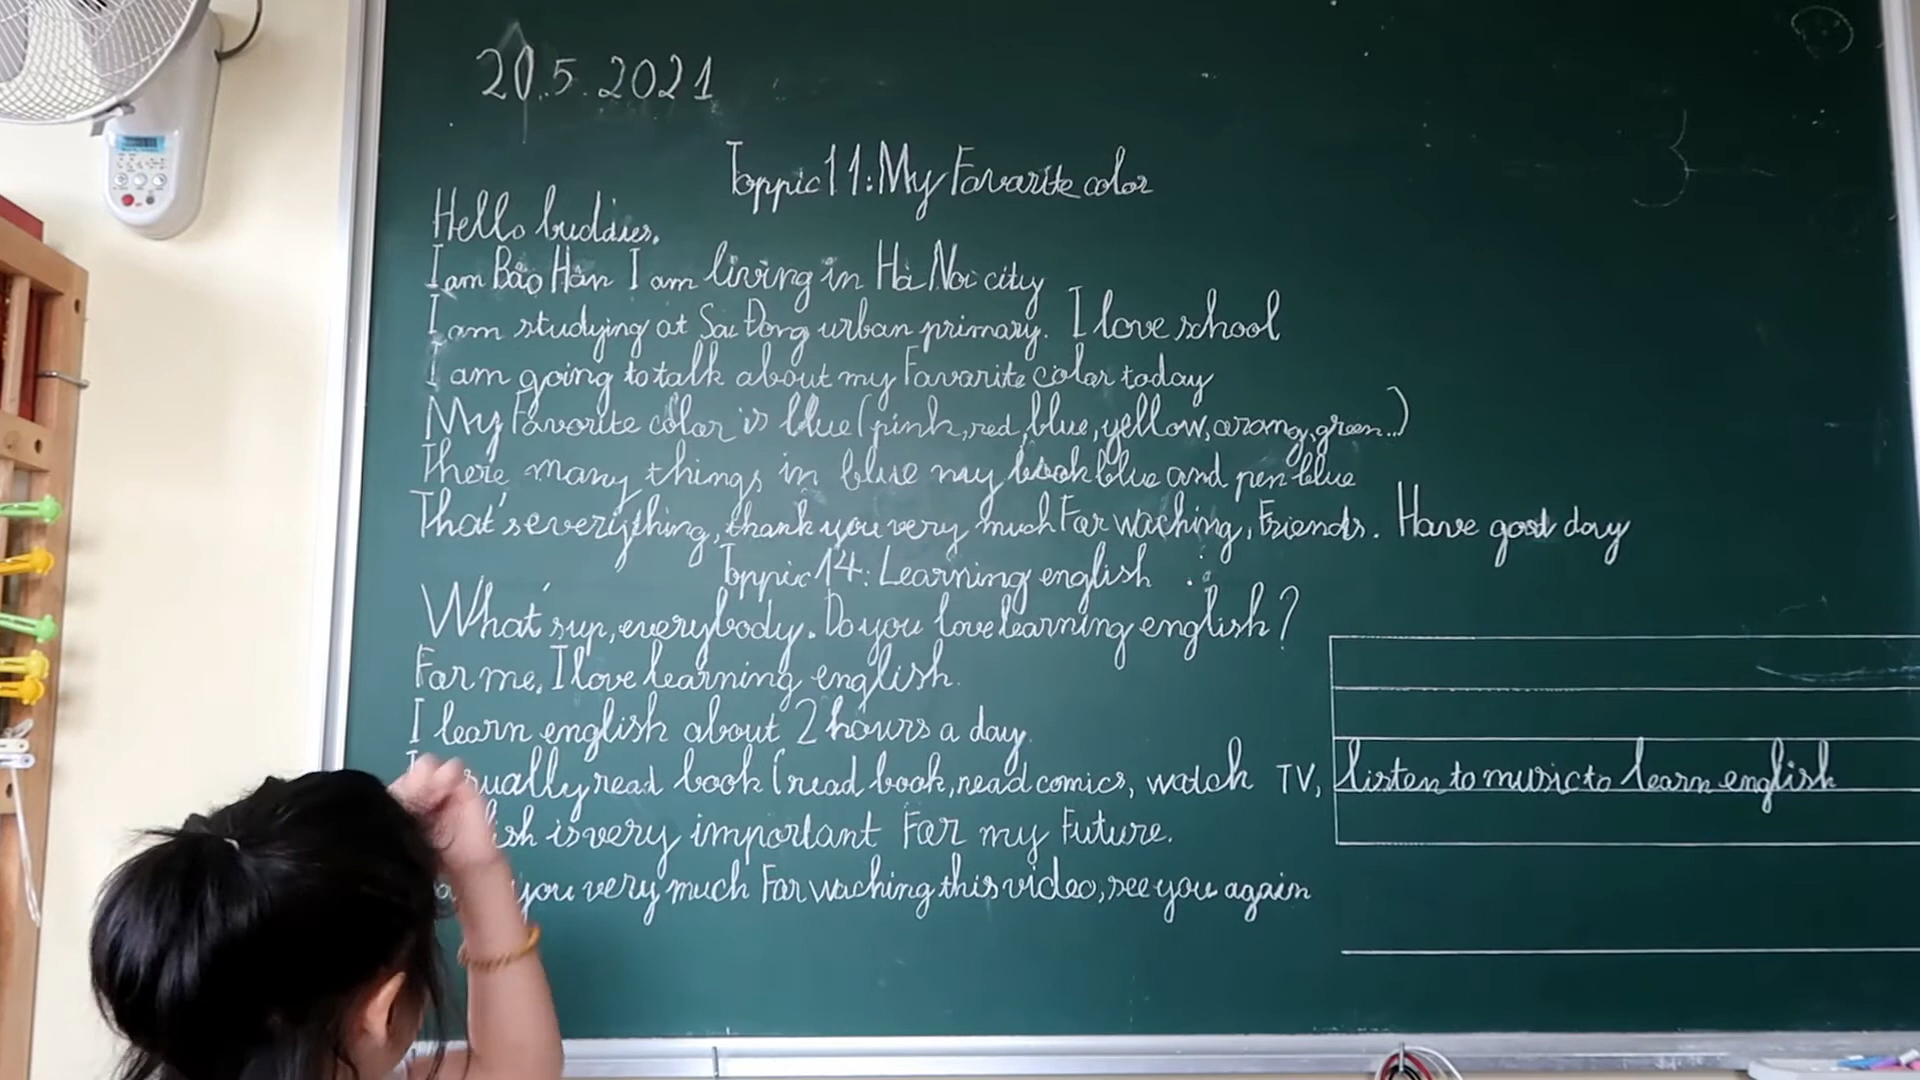 20.5.2021
3
Toppic 11: My Favarite color
Hello buddies.
I am Bảo Hân I am living in Hà Noi city
I am studying at Sai Đong urban primary. I love school
I am going to talk about my Favarite color today
My Favorite color is blue (pink, red, blue, yellow, orang, green..)
There many things in blue my book blue and pen blue
That's everything, thank you very much For waching, Friends. Have good day
Toppic 14: Learning english
What's up, everybody. Do you love learning english?
For me, I love learning english.
I learn english about 2 hours a day.
read book (read book, read comics, watch TV, listen to music to learn english
is very important For my Future.
you very much For waching this video, see you again